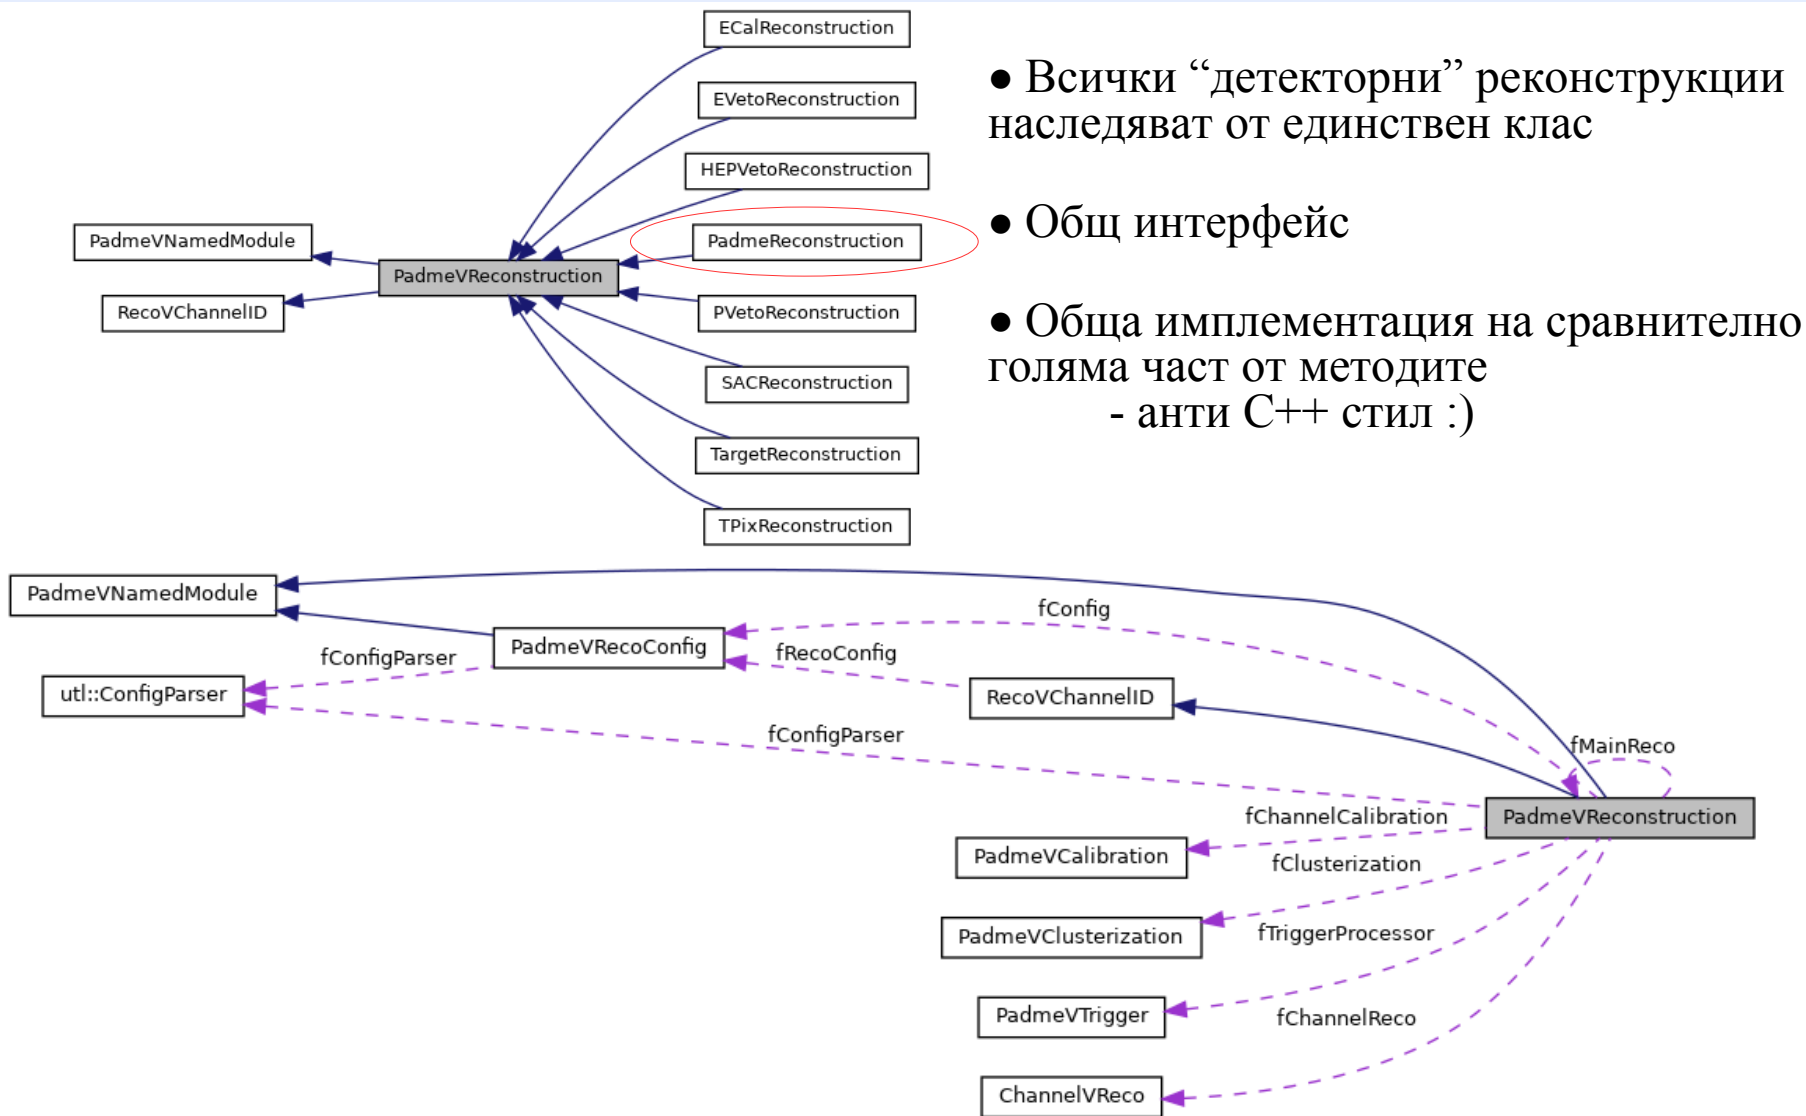 ECalReconstruction
EVetoReconstruction
HEPVetoReconstruction
PadmeVNamedModule
PadmeReconstruction
PadmeVReconstruction
RecoVChannelID
PVetoReconstruction
SACReconstruction
TargetReconstruction
TPixReconstruction
● Всички “детекторни” реконструкции
наследяват от единствен клас
● Общ интерфейс
● Обща имплементация на сравнително
голяма част от методите
- анти C++ стил :)
PadmeVNamedModule
fConfig
PadmeVRecoConfig
fRecoConfig
fConfigParser
utl::ConfigParser
RecoVChannelID
fConfigParser
fMainReco
PadmeVReconstruction
fChannelCalibration
PadmeVCalibration
fClusterization
PadmeVClusterization
fTriggerProcessor
PadmeVTrigger
fChannelReco
ChannelVReco